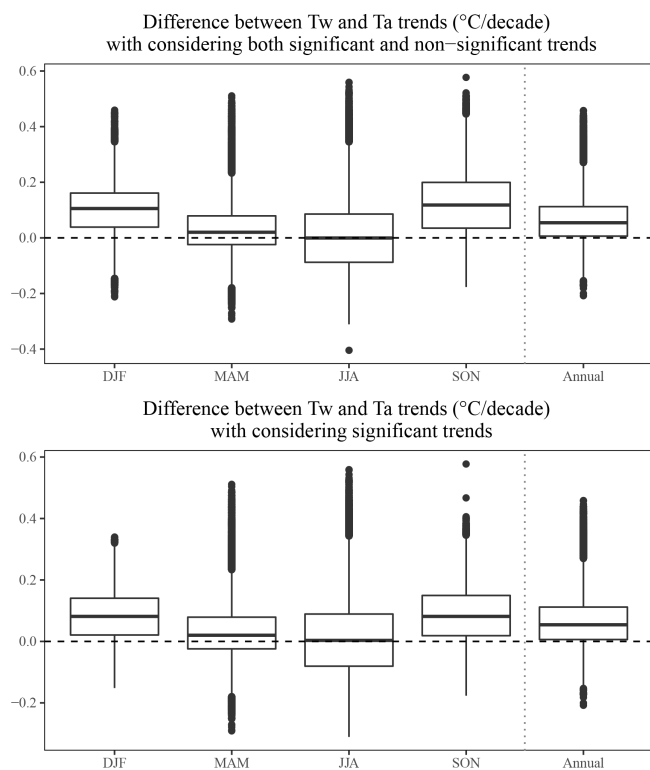 Difference between Tw and Ta trends (°C/decade)
with considering both significant and non−significant trends
0.6
0.4
0.2
0.0
−0.2
−0.4
DJF MAM JJA SON Annual
Difference between Tw and Ta trends (°C/decade)
with considering significant trends
0.6
0.4
0.2
0.0
−0.2
DJF MAM JJA SON Annual